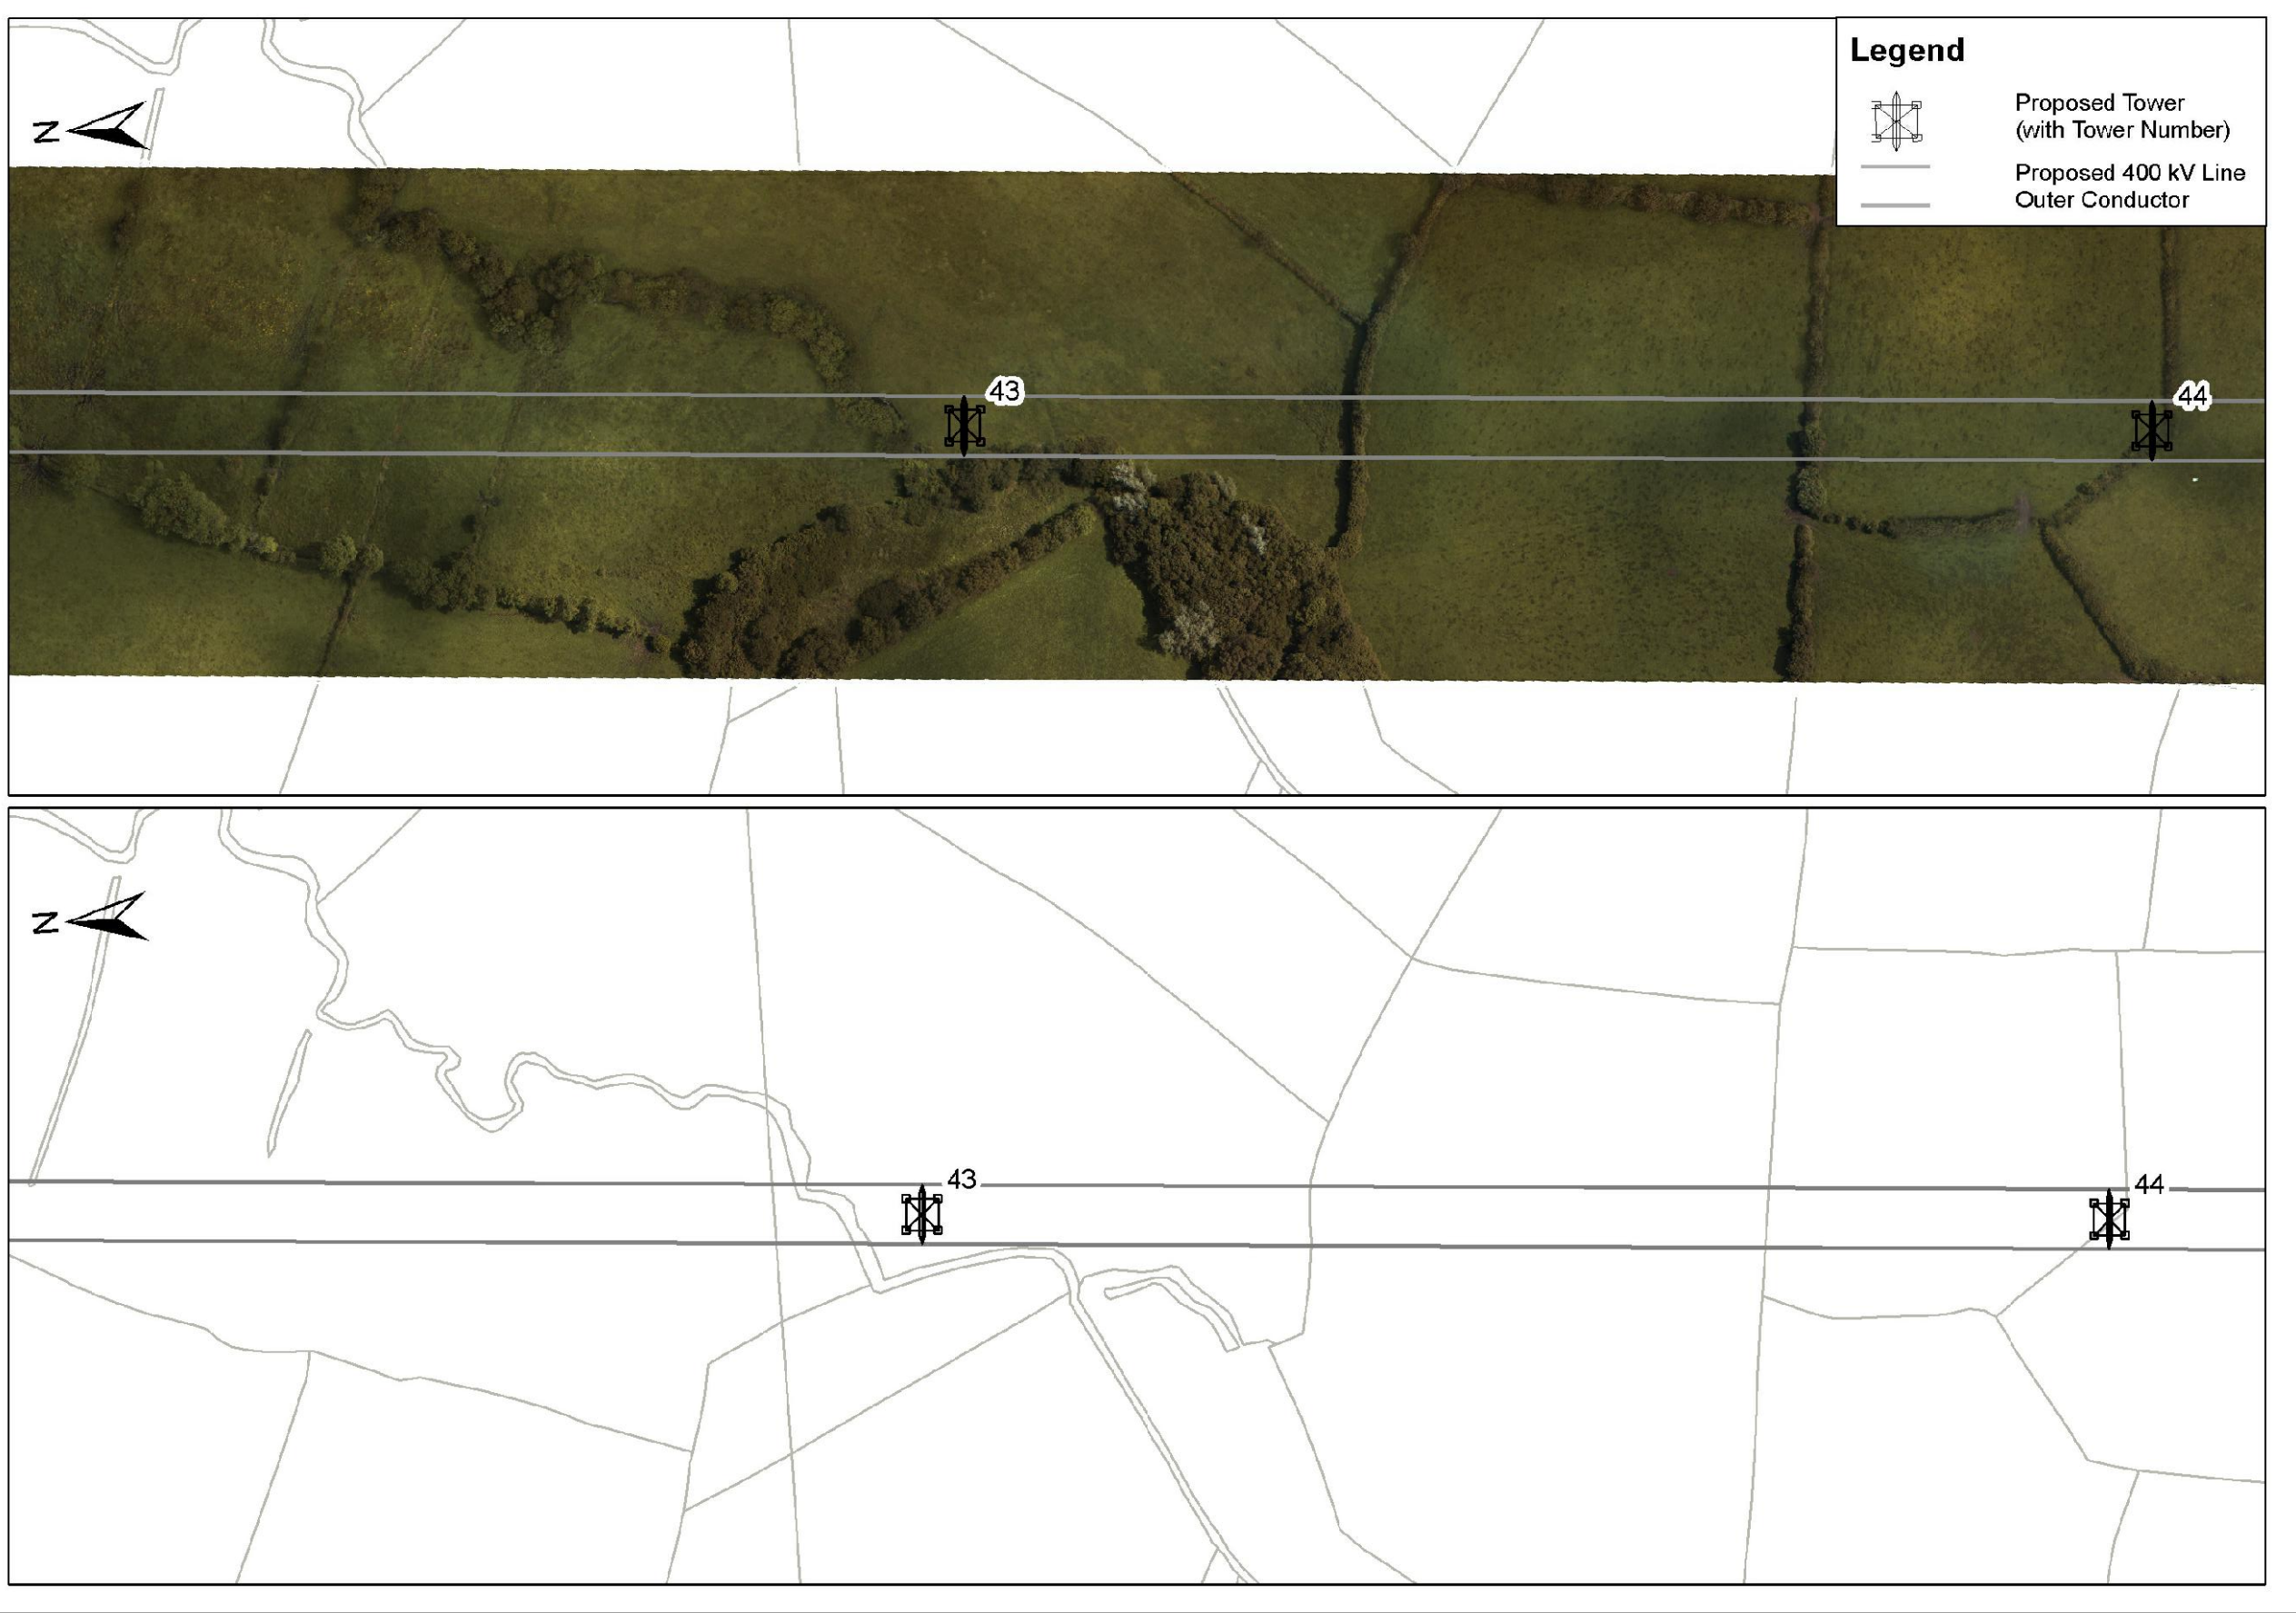 Legend
Proposed Tower
(with Tower Number)
Proposed 400 kV Line
Outer Conductor
N
43
44
N
43
44